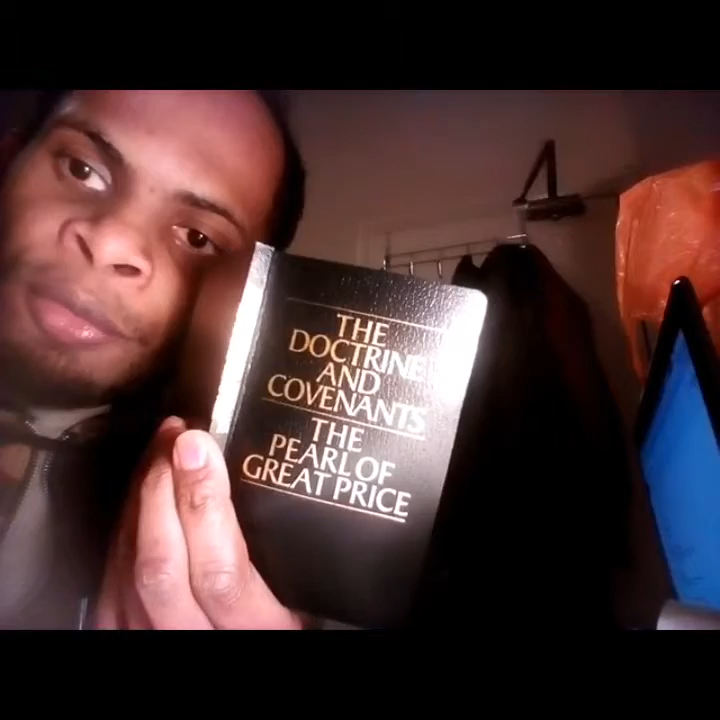 THE
DOCTRINE
AND
COVENANTS
THE
PEARL OF
GREAT PRICE